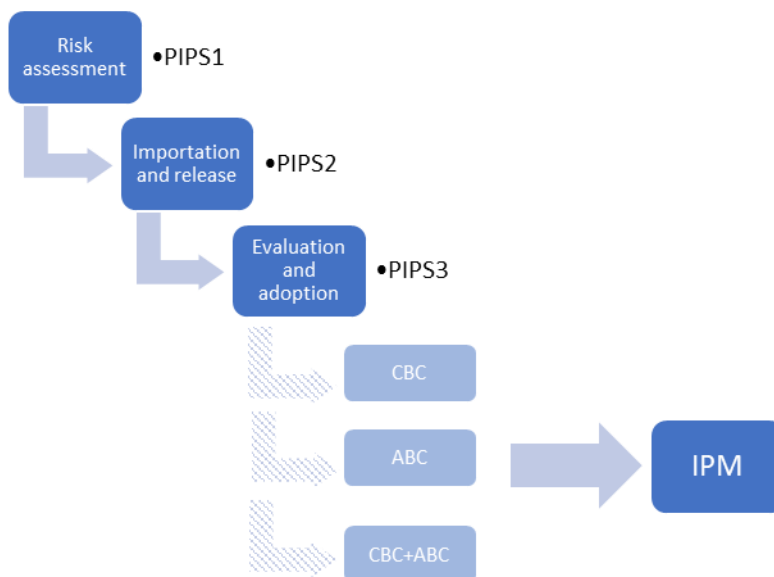 Risk
assessment
•PIPS1
Importation
and release
•PIPS2
Evaluation
and
adoption
•PIPS3
CBC
ABC
CBC+ABC
IPM